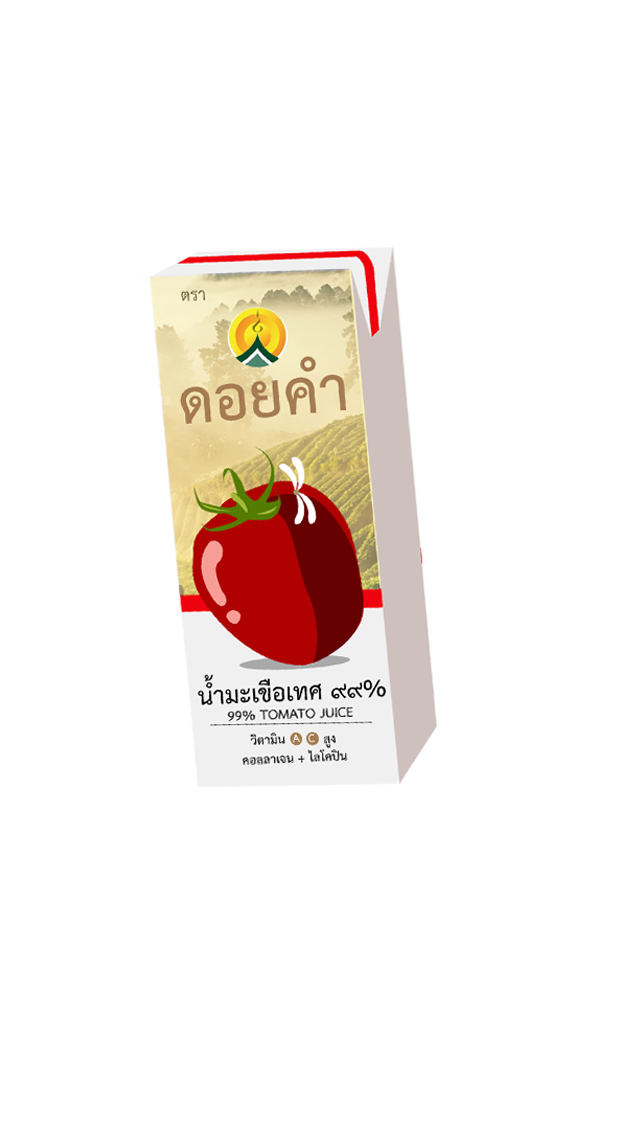 ตรา
ดอยคำ
น้ำมะเขือเทศ ๙๙%
99% TOMATO JUICE
วิตามิน A C สูง
คอลลาเจน + ไลโคปิน